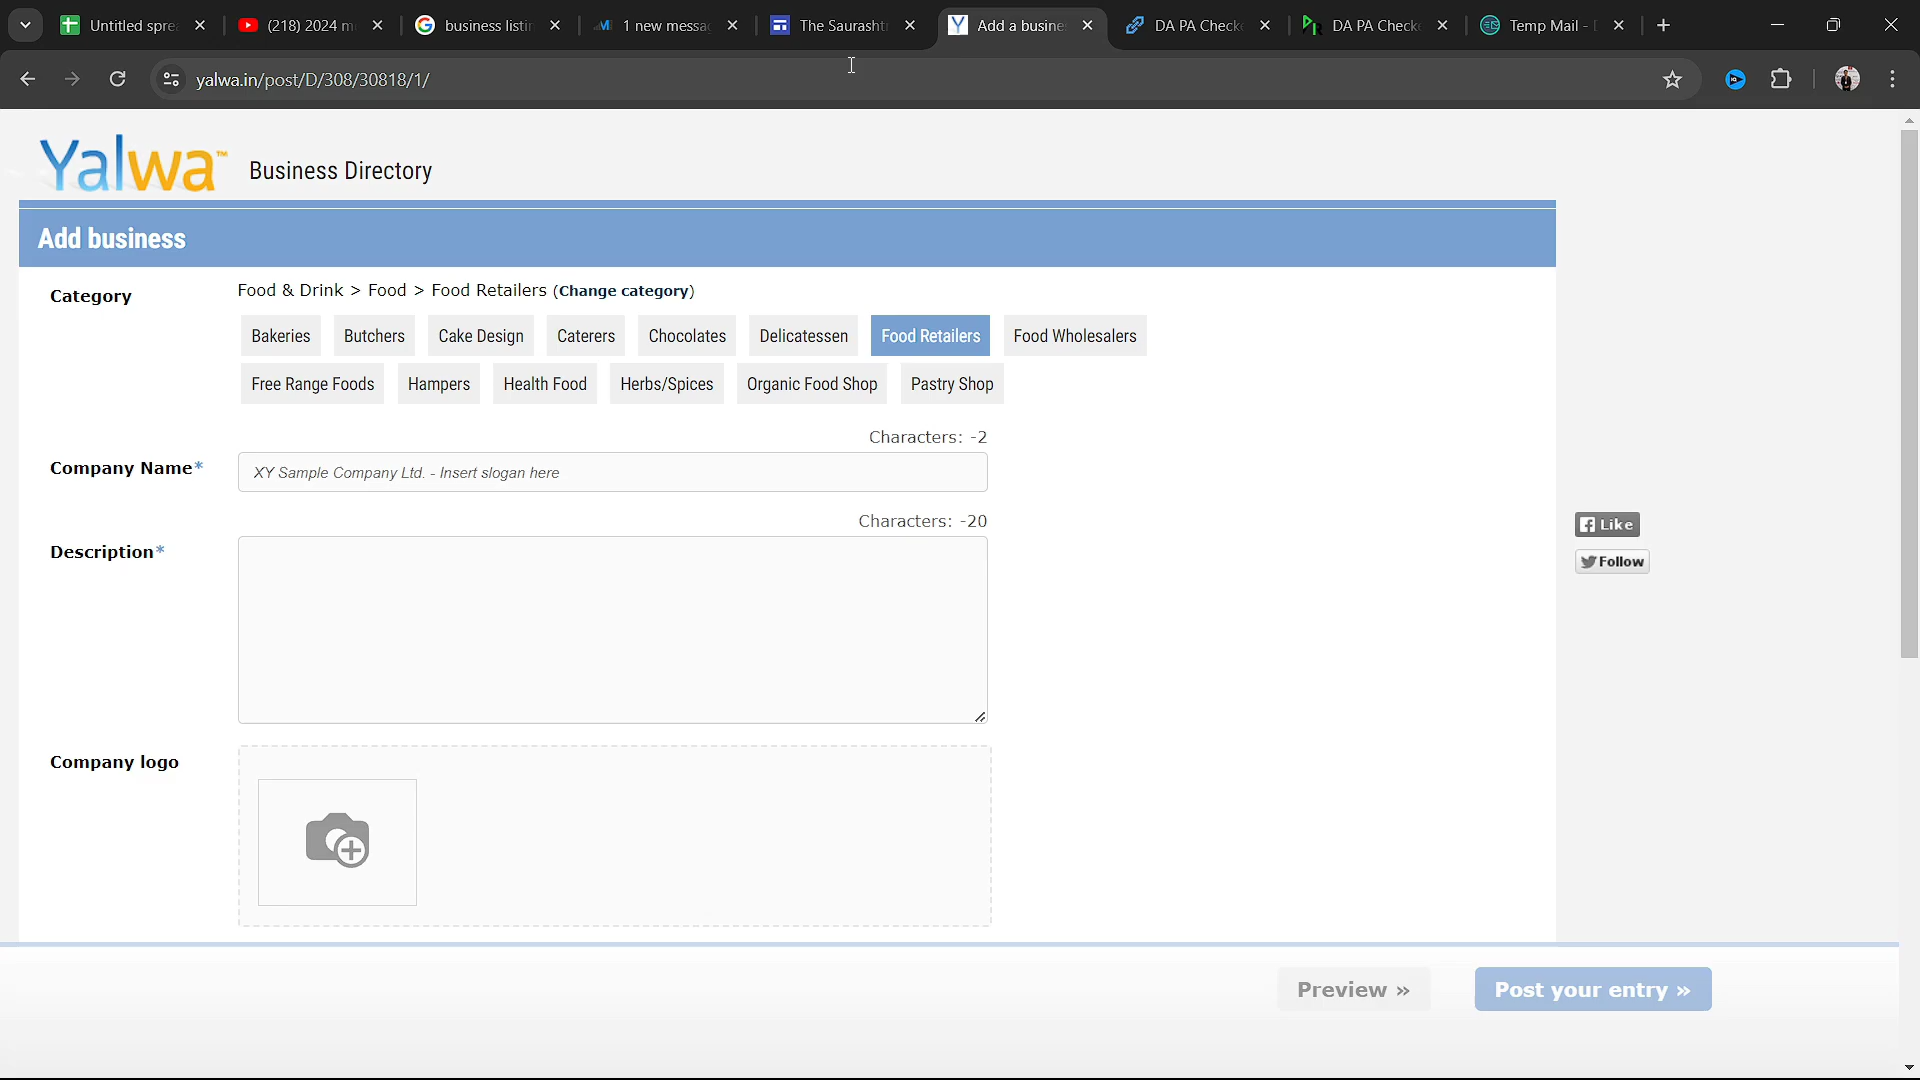 Untitled spre
(218) 2024 m
business listin
1 new messa
The Saurasht
Add a busine
DA PA Check
DA PA Check
Temp Mail -
yalwa.in/post/D/308/30818/1/
Yalwa™ Business Directory
Add business
Category
Food & Drink > Food > Food Retailers (Change category)
Bakeries Butchers Cake Design Caterers Chocolates Delicatessen Food Retailers Food Wholesalers
Free Range Foods Hampers Health Food Herbs/Spices Organic Food Shop Pastry Shop
Characters: -2
Company Name*
XY Sample Company Ltd. - Insert slogan here
Characters: -20
Description*
Like
Follow
Company logo
Preview »
Post your entry »